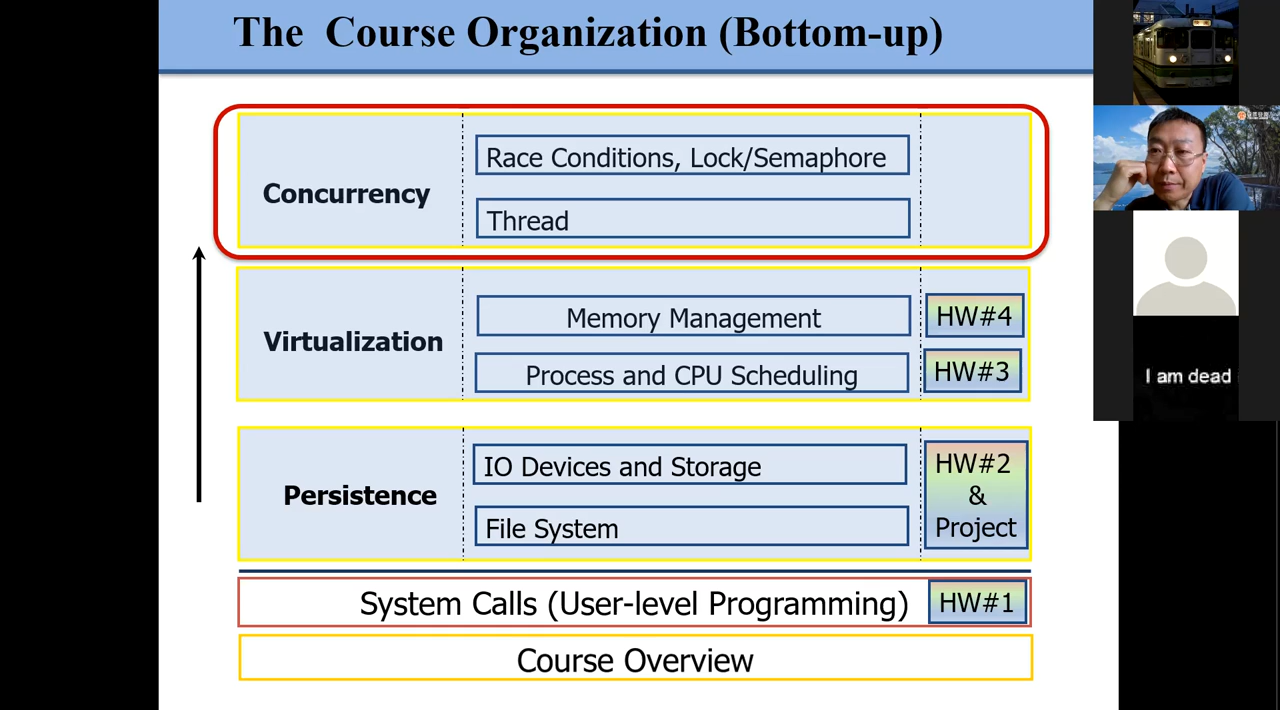 The Course Organization (Bottom-up)
Concurrency
Race Conditions, Lock/Semaphore
Thread
Virtualization
Memory Management
HW#4
Process and CPU Scheduling
HW#3
Persistence
IO Devices and Storage
File System
HW#2
&
Project
System Calls (User-level Programming)
HW#1
Course Overview
I am dead